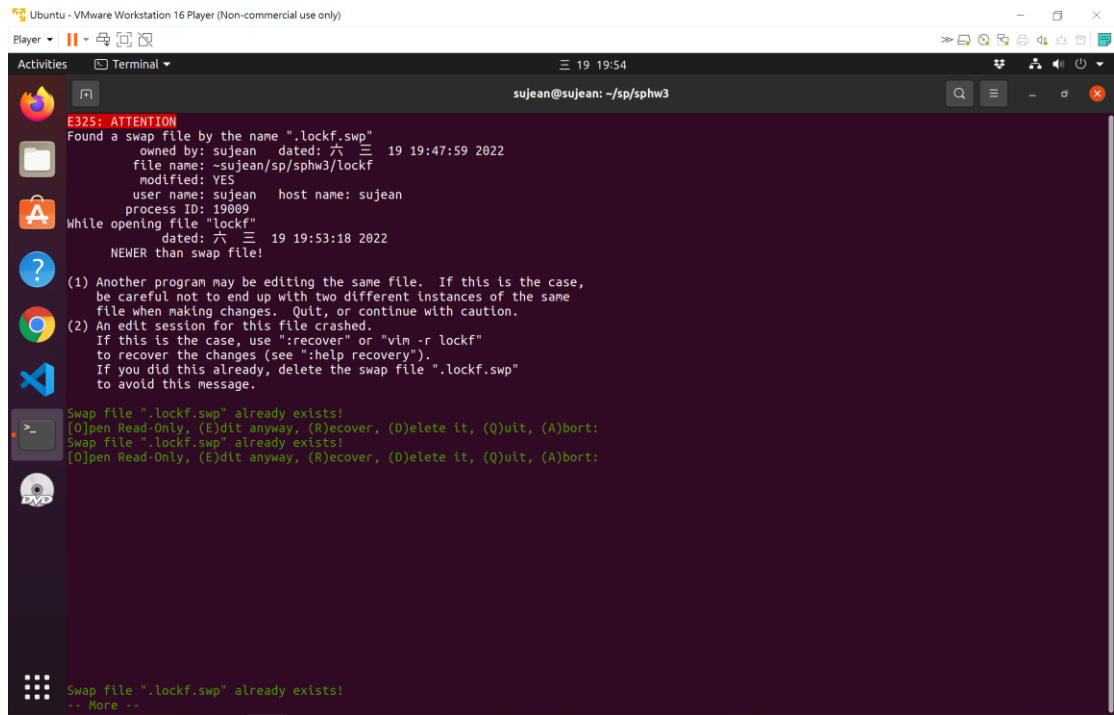 Ubuntu - VMware Workstation 16 Player (Non-commercial use only)
Player
Activities Terminal 三 19 19:54
sujean@sujean: ~/sp/sphw3
E325: ATTENTION
Found a swap file by the name ".lockf.swp"
owned by: sujean dated: 六 三 19 19:47:59 2022
file name: ~sujean/sp/sphw3/lockf
modified: YES
user name: sujean host name: sujean
process ID: 19009
While opening file "lockf"
dated: 六 三 19 19:53:18 2022
NEWER than swap file!
(1) Another program may be editing the same file. If this is the case,
be careful not to end up with two different instances of the same
file when making changes. Quit, or continue with caution.
(2) An edit session for this file crashed.
If this is the case, use ":recover" or "vim -r lockf"
to recover the changes (see ":help recovery").
If you did this already, delete the swap file ".lockf.swp"
to avoid this message.
Swap file ".lockf.swp" already exists!
[O]pen Read-Only, (E)dit anyway, (R)ecover, (D)elete it, (Q)uit, (A)bort:
Swap file ".lockf.swp" already exists!
[O]pen Read-Only, (E)dit anyway, (R)ecover, (D)elete it, (Q)uit, (A)bort:
DVD
Swap file ".lockf.swp" already exists!
-- More --